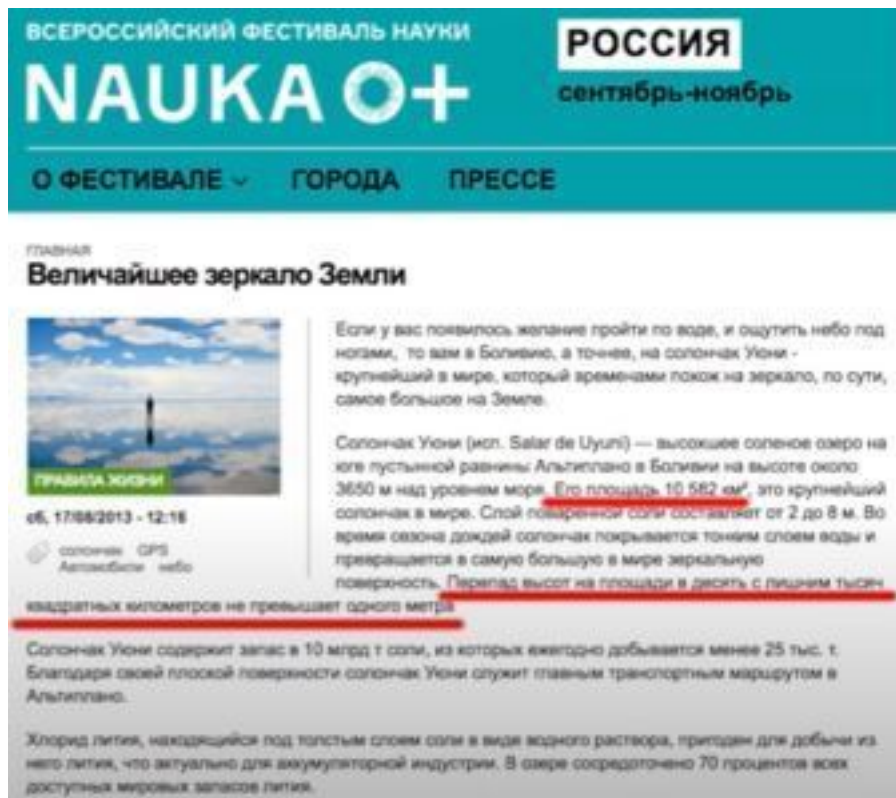 ВСЕРОССИЙСКИЙ ФЕСТИВАЛЬ НАУКИ
NAUKA 0+
РОССИЯ
сентябрь-ноябрь
О ФЕСТИВАЛЕ
ГОРОДА
ПРЕССЕ
ГЛАВНАЯ
Величайшее зеркало Земли
ПРАВИЛА ЖИЗНИ
сб, 17/08/2013 - 12:16
солончак GPS
Автомобили небо
Если у вас появилось желание пройти по воде, и ощутить небо под
ногами, то вам в Боливию, а точнее, на солончак Уюни -
крупнейший в мире, который временами похож на зеркало, по сути,
самое большое на Земле.
Солончак Уюни (исп. Salar de Uyuni) — высохшее соленое озеро на
юге пустынной равнины Альтиплано в Боливии на высоте около
3650 м над уровнем моря. Его площадь 10 582 км², это крупнейший
солончак в мире. Слой поваренной соли составляет от 2 до 8 м. Во
время сезона дождей солончак покрывается тонким слоем воды и
превращается в самую большую в мире зеркальную
поверхность. Перепад высот на площади в десять с лишним тысяч
квадратных километров не превышает одного метра
Солончак Уюни содержит запас в 10 млрд т соли, из которых ежегодно добывается менее 25 тыс. т.
Благодаря своей плоской поверхности солончак Уюни служит главным транспортным маршрутом в
Альтиплано.
Хлорид лития, находящийся под толстым слоем соли в виде водного раствора, пригоден для добычи из
него лития, что актуально для аккумуляторной индустрии. В озере сосредоточено 70 процентов всех
доступных мировых запасов лития.